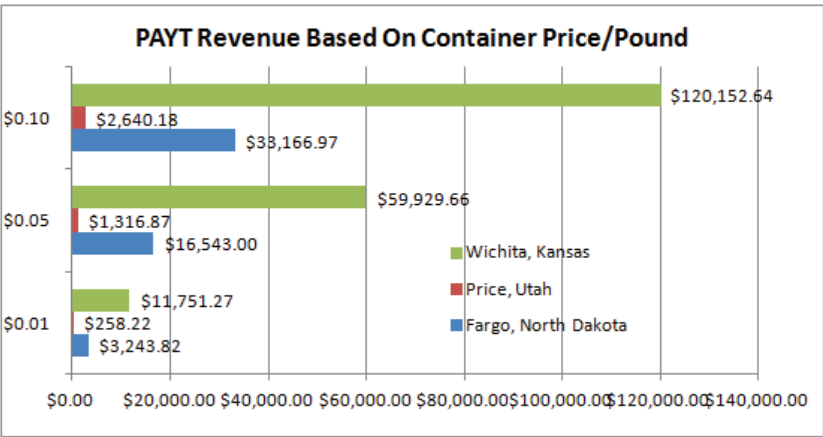 PAYT Revenue Based On Container Price/Pound
$0.10
$120,152.64
$2,640.18
$33,166.97
$0.05
$59,929.66
$1,316.87
$16,543.00
Wichita, Kansas
Price, Utah
Fargo, North Dakota
$0.01
$11,751.27
$258.22
$3,243.82
$0.00 $20,000.00 $40,000.00 $60,000.00 $80,000.00 $100,000.00 $120,000.00 $140,000.00